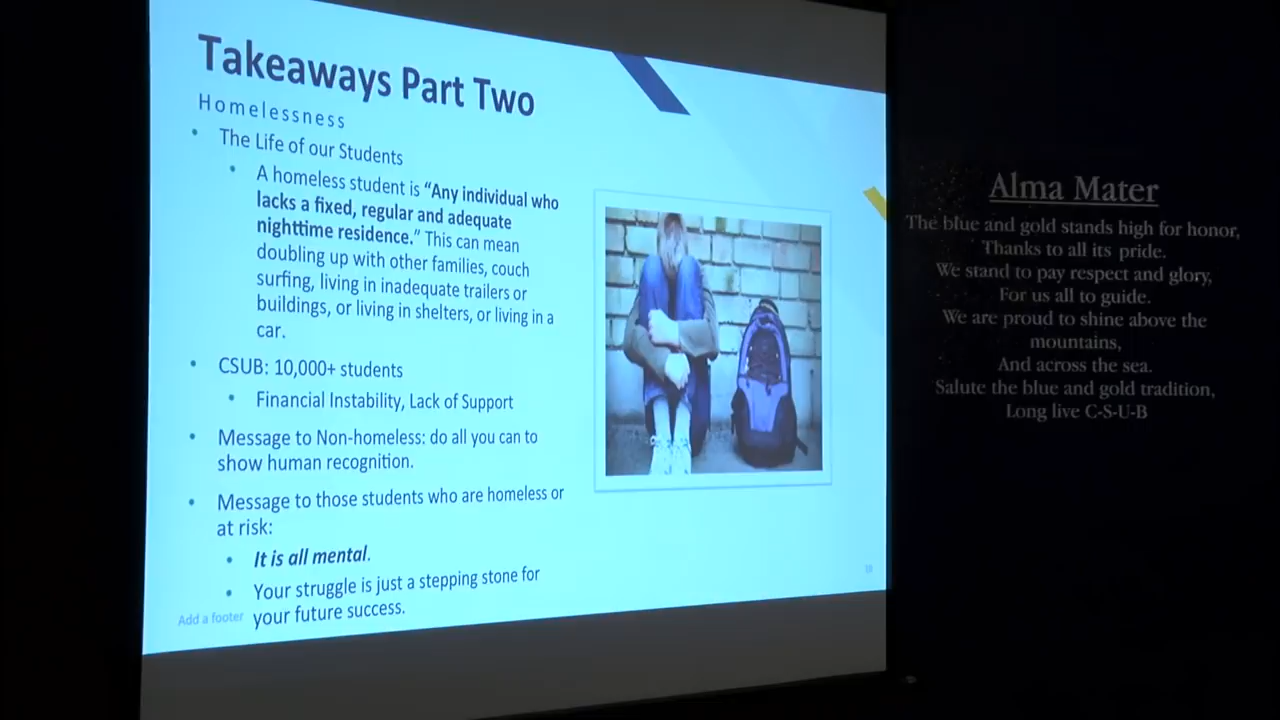 Takeaways Part Two
Homelessness
• The Life of our Students
• A homeless student is “Any individual who
lacks a fixed, regular and adequate
nighttime residence.” This can mean
doubling up with other families, couch
surfing, living in inadequate trailers or
buildings, or living in shelters, or living in a
car.
• CSUB: 10,000+ students
• Financial Instability, Lack of Support
• Message to Non-homeless: do all you can to
show human recognition.
• Message to those students who are homeless or
at risk:
• It is all mental.
• Your struggle is just a stepping stone for
your future success.
Add a footer
Alma Mater
The blue and gold stands high for honor,
Thanks to all its pride.
We stand to pay respect and glory,
For us all to guide.
We are proud to shine above the
mountains,
And across the sea.
Salute the blue and gold tradition,
Long live C-S-U-B